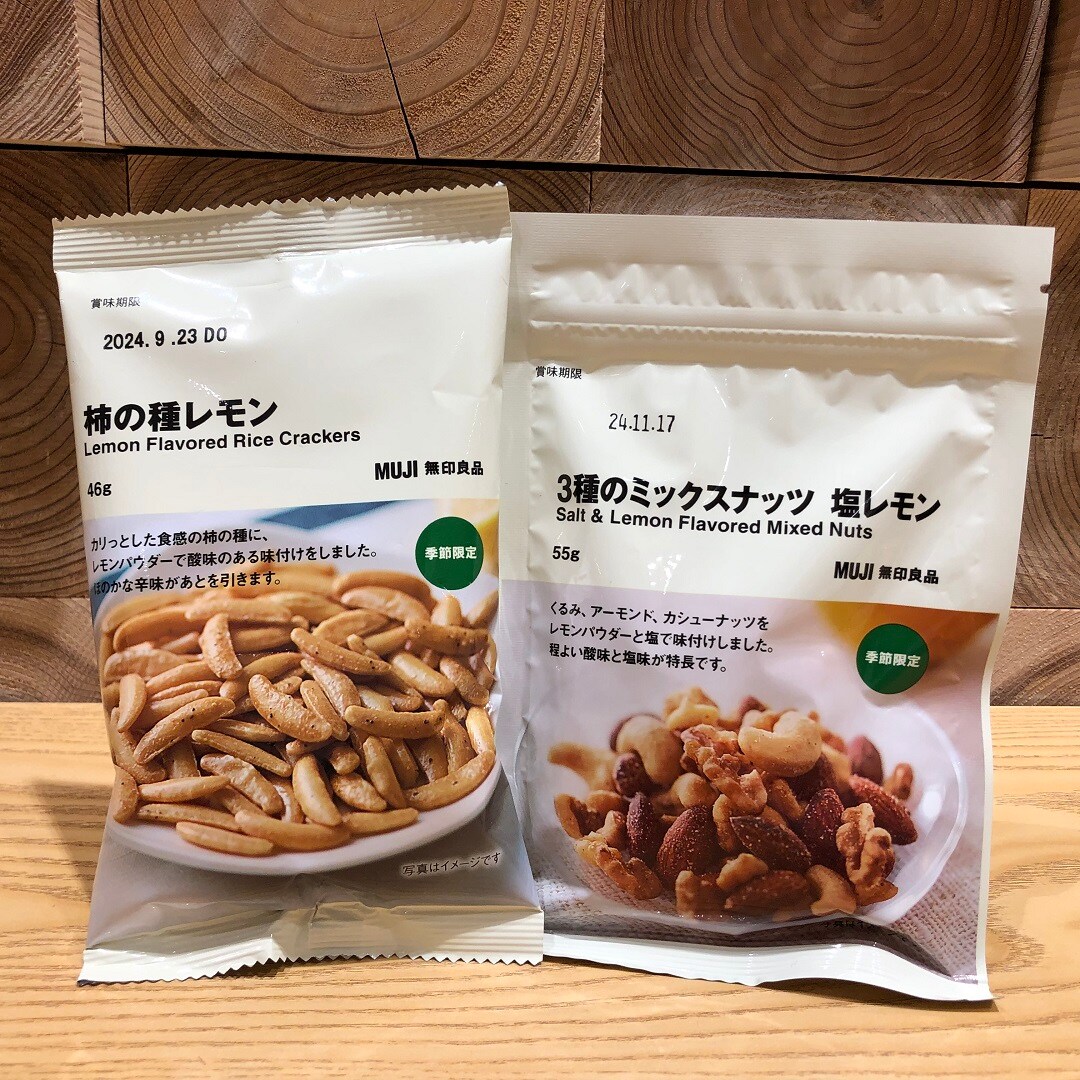 賞味期限
2024. 9 .23 DO
柿の種レモン
Lemon Flavored Rice Crackers
46g
MUJI 無印良品
カリっとした食感の柿の種に、
レモンパウダーで酸味のある味付けをしました。
ほのかな辛味があとを引きます。
季節限定
写真はイメージです
賞味期限
24.11.17
3種のミックスナッツ 塩レモン
Salt & Lemon Flavored Mixed Nuts
55g
MUJI 無印良品
くるみ、アーモンド、カシューナッツを
レモンパウダーと塩で味付けしました。
程よい酸味と塩味が特長です。
季節限定